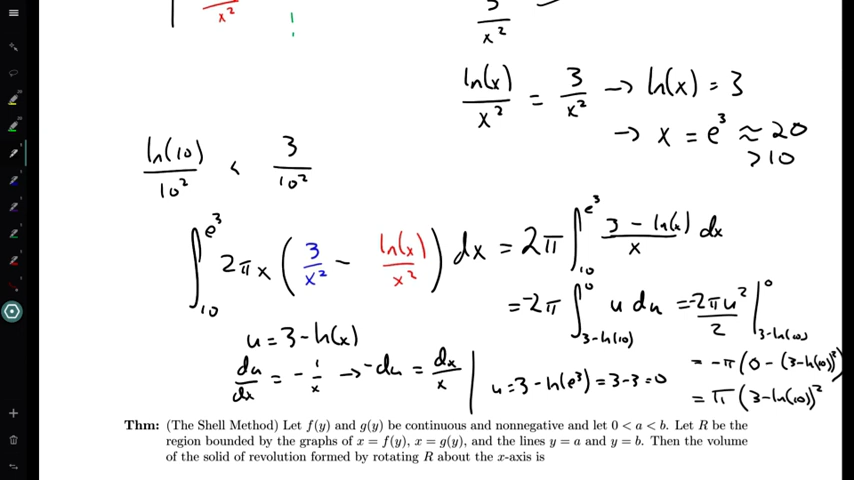 x²
!
3
x²
ln(x)/x² = 3/x² → ln(x) = 3
→ x = e³ ≈ 20
>10
ln(10)/10² < 3/10²
∫₁₀^(e³) 2πx (3/x² − ln(x)/x²) dx = 2π ∫₁₀^(e³) (3 − ln(x))/x dx
= -2π ∫_(3-ln(10))^0 u du = -2πu²/2 |_(3-ln(10))^0
u = 3 − ln(x)
du/dx = − 1/x → -du = dx/x
u = 3 − ln(e³) = 3 − 3 = 0
= −π(0 − (3−ln(10))²)
= π(3−ln(10))²
Thm: (The Shell Method) Let f(y) and g(y) be continuous and nonnegative and let 0 < a < b. Let R be the
region bounded by the graphs of x = f(y), x = g(y), and the lines y = a and y = b. Then the volume
of the solid of revolution formed by rotating R about the x-axis is